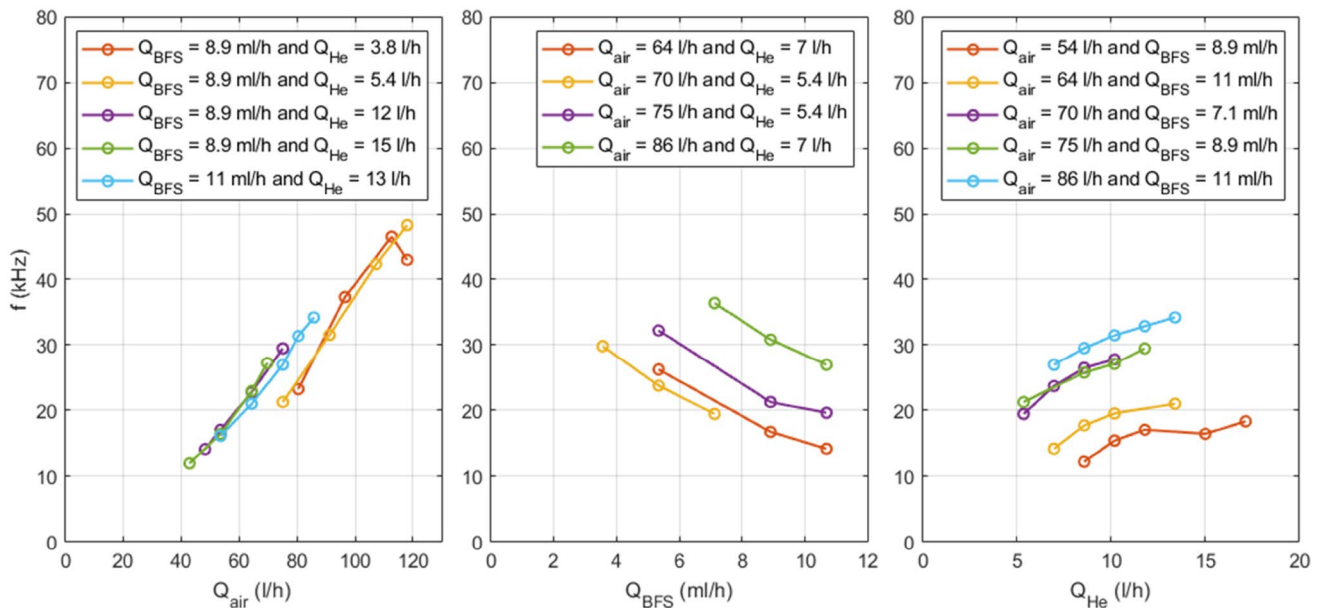 Q_BFS = 8.9 ml/h and Q_He = 3.8 l/h
Q_BFS = 8.9 ml/h and Q_He = 5.4 l/h
Q_BFS = 8.9 ml/h and Q_He = 12 l/h
Q_BFS = 8.9 ml/h and Q_He = 15 l/h
Q_BFS = 11 ml/h and Q_He = 13 l/h
80
70
60
50
40
30
20
10
0
f (kHz)
0 20 40 60 80 100 120
Q_air (l/h)
Q_air = 64 l/h and Q_He = 7 l/h
Q_air = 70 l/h and Q_He = 5.4 l/h
Q_air = 75 l/h and Q_He = 5.4 l/h
Q_air = 86 l/h and Q_He = 7 l/h
80
70
60
50
40
30
20
10
0
0 2 4 6 8 10 12
Q_BFS (ml/h)
Q_air = 54 l/h and Q_BFS = 8.9 ml/h
Q_air = 64 l/h and Q_BFS = 11 ml/h
Q_air = 70 l/h and Q_BFS = 7.1 ml/h
Q_air = 75 l/h and Q_BFS = 8.9 ml/h
Q_air = 86 l/h and Q_BFS = 11 ml/h
80
70
60
50
40
30
20
10
0
0 5 10 15 20
Q_He (l/h)